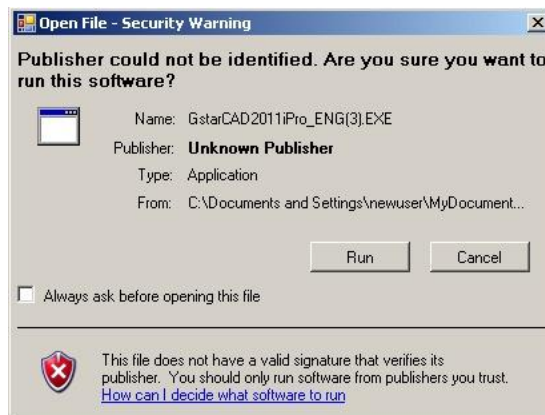 Open File - Security Warning
Publisher could not be identified. Are you sure you want to
run this software?
Name: GstarCAD2011iPro_ENG(3).EXE
Publisher: Unknown Publisher
Type: Application
From: C:\Documents and Settings\newuser\MyDocument...
Run Cancel
Always ask before opening this file
This file does not have a valid signature that verifies its
publisher. You should only run software from publishers you trust.
How can I decide what software to run